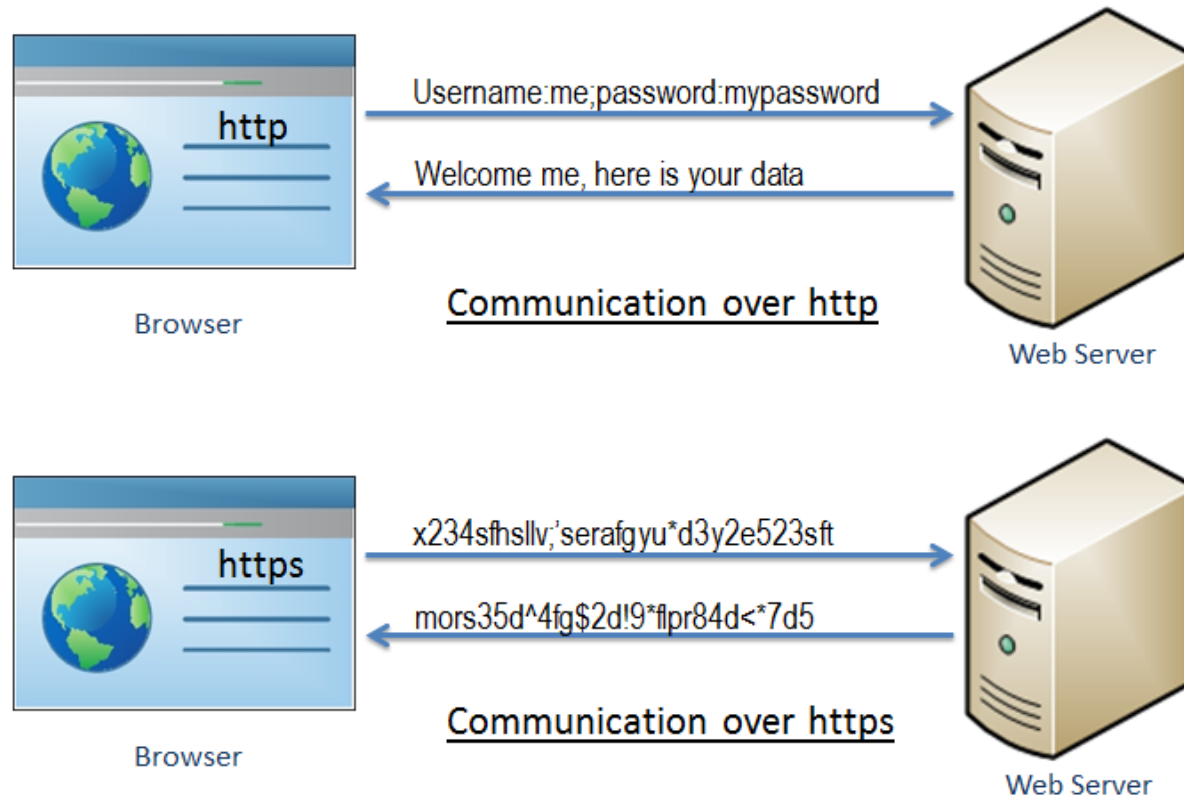 http
Username:me;password:mypassword
Welcome me, here is your data
Communication over http
Browser
Web Server
https
x234sfhsllv;'serafgyu*d3y2e523sft
mors35d^4fg$2d!9*flpr84d<*7d5
Communication over https
Browser
Web Server